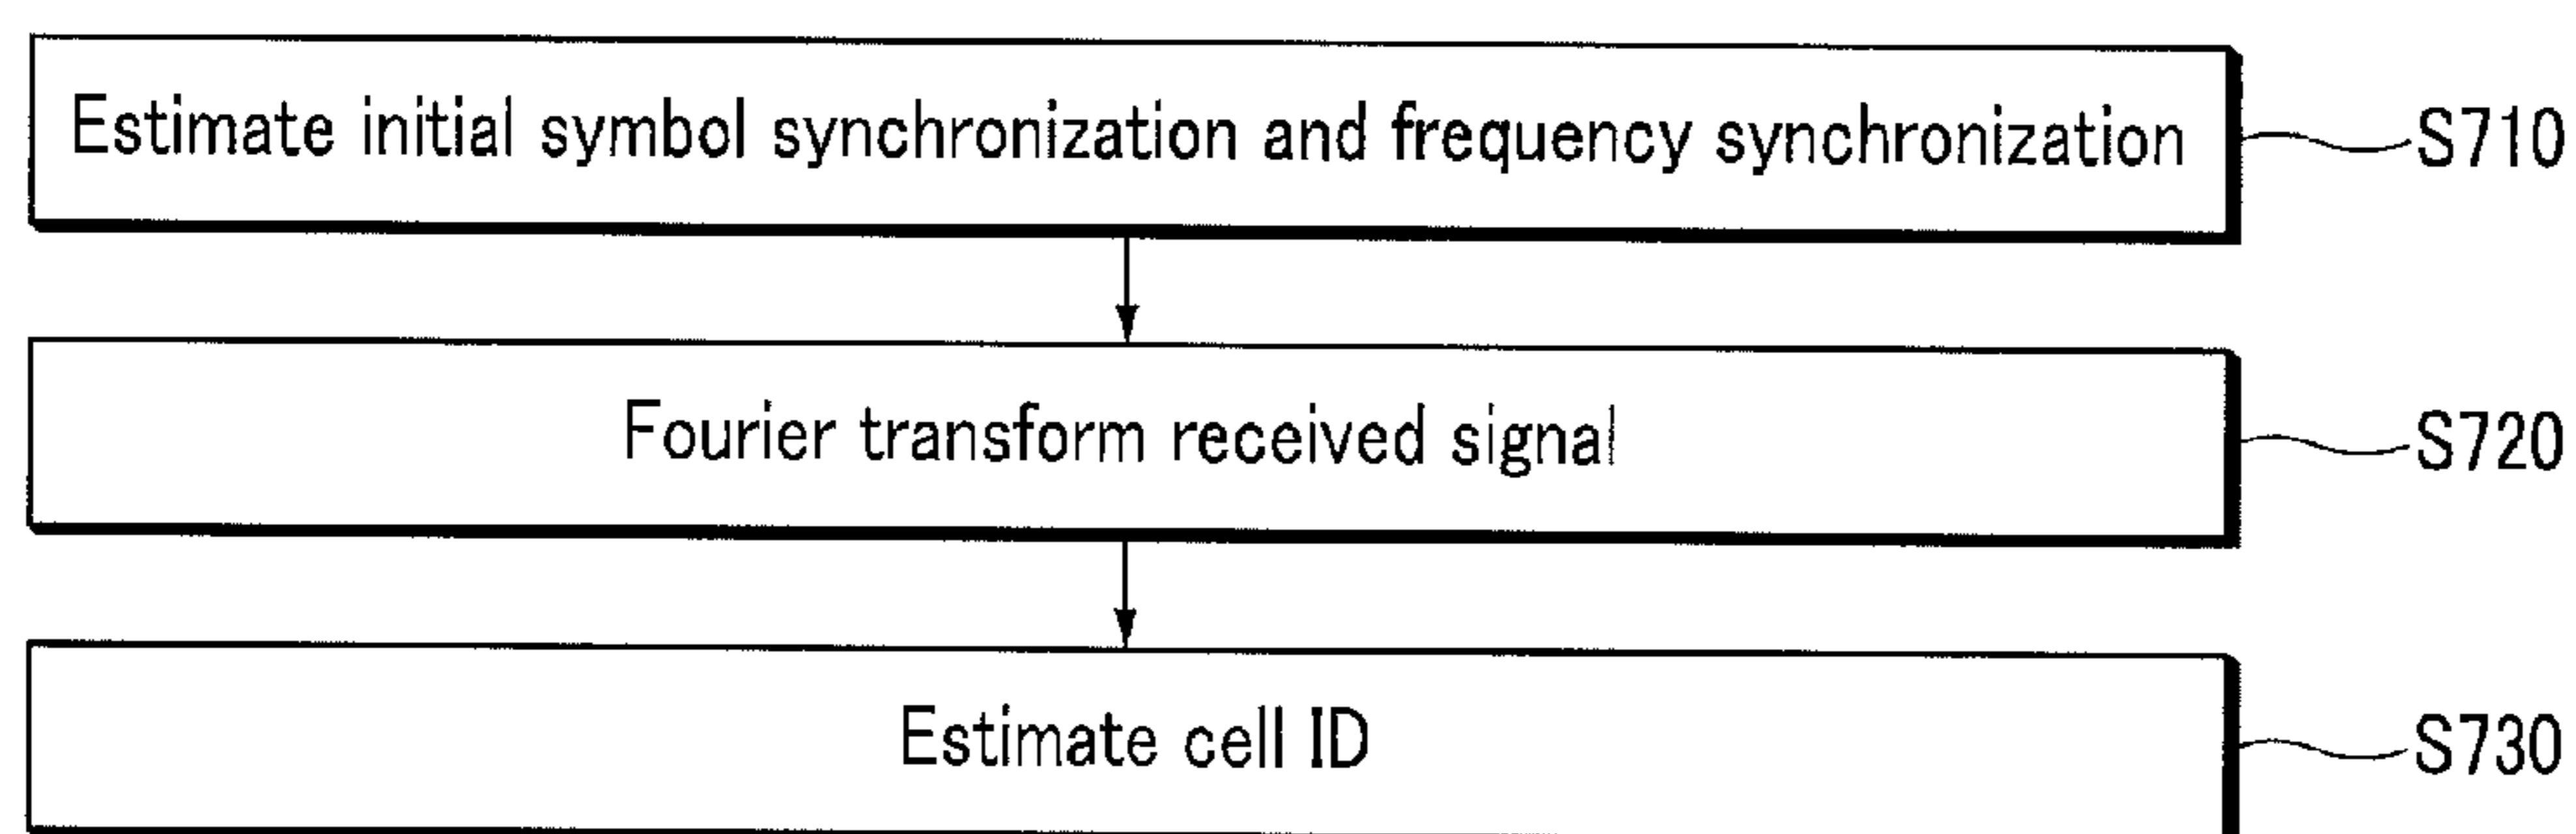 Estimate initial symbol synchronization and frequency synchronization S710
Fourier transform received signal S720
Estimate cell ID S730